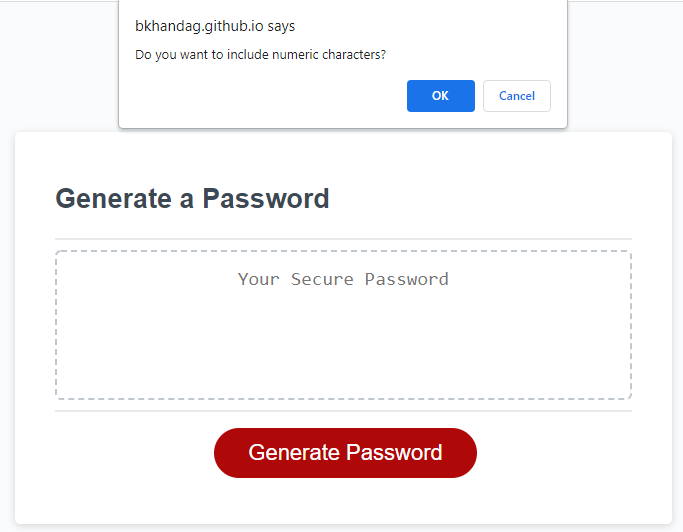 bkhandag.github.io says
Do you want to include numeric characters?
OK Cancel
Generate a Password
Your Secure Password
Generate Password